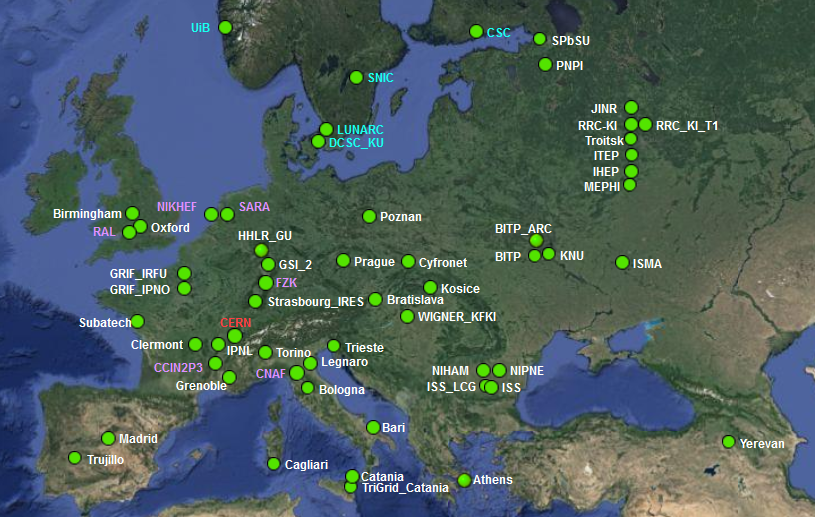 UiB
CSC
SPbSU
PNPI
SNIC
JINR
RRC-KI
RRC_KI_T1
LUNARC
DCSC_KU
Troitsk
ITEP
IHEP
MEPHI
NIKHEF
SARA
Birmingham
Oxford
RAL
Poznan
HHLR_GU
BITP_ARC
BITP
KNU
GSI_2
Prague
Cyfronet
ISMA
GRIF_IRFU
FZK
GRIF_IPNO
Kosice
Strasbourg_IRES
Bratislava
WIGNER_KFKI
Subatech
CERN
Clermont
IPNL
Torino
Trieste
Legnaro
CCIN2P3
CNAF
NIHAM
NIPNE
Grenoble
Bologna
ISS_LCG
ISS
Bari
Madrid
Yerevan
Trujillo
Cagliari
Catania
TriGrid_Catania
Athens